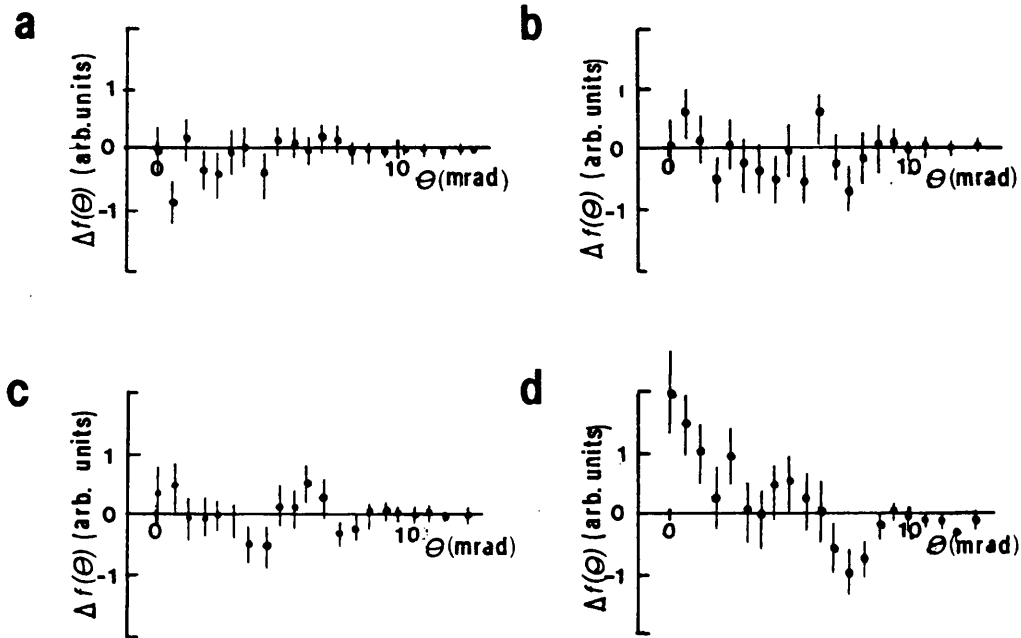 a
Δf(Θ) (arb.units)
1
0
-1
0
10
Θ(mrad)
b
Δf(Θ) (arb. units)
1
0
-1
0
10
Θ(mrad)
c
Δf(Θ) (arb. units)
1
0
-1
0
10
Θ(mrad)
d
Δf(Θ) (arb. units)
1
0
-1
0
10
Θ(mrad)